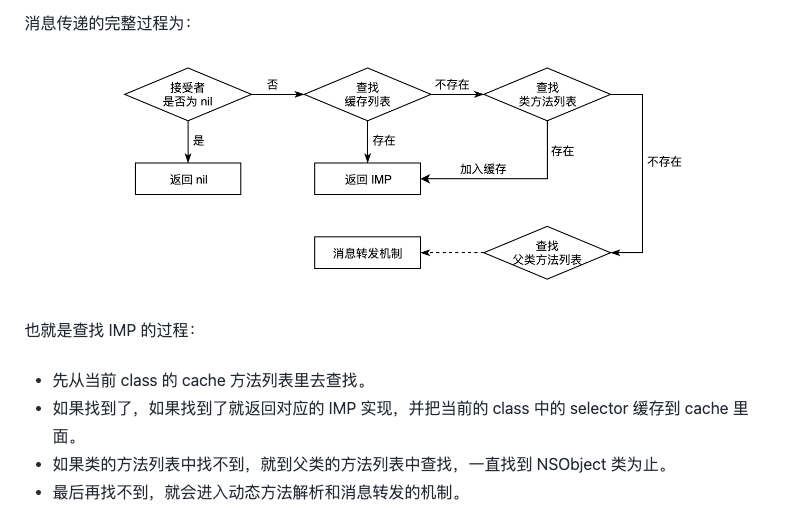 消息传递的完整过程为：
接受者
是否为 nil
否
查找
缓存列表
不存在
查找
类方法列表
是
存在
存在
不存在
返回 nil
返回 IMP
加入缓存
消息转发机制
查找
父类方法列表
也就是查找 IMP 的过程：
• 先从当前 class 的 cache 方法列表里去查找。
• 如果找到了，如果找到了就返回对应的 IMP 实现，并把当前的 class 中的 selector 缓存到 cache 里
面。
• 如果类的方法列表中找不到，就到父类的方法列表中查找，一直找到 NSObject 类为止。
• 最后再找不到，就会进入动态方法解析和消息转发的机制。